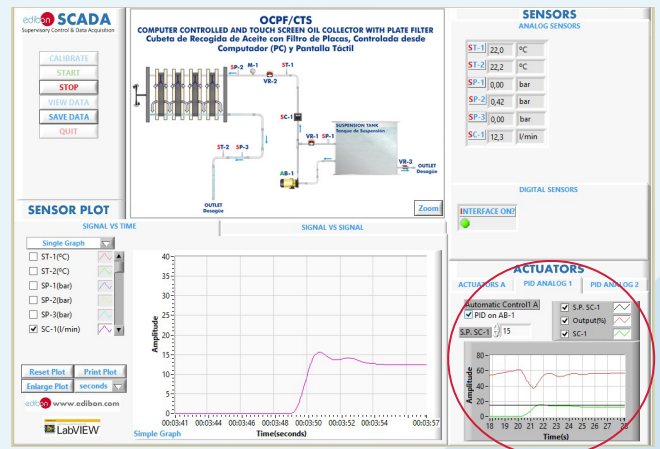 edibon SCADA
Supervisory Control & Data Acquisition
CALIBRATE
START
STOP
VIEW DATA
SAVE DATA
QUIT
OCPF/CTS
COMPUTER CONTROLLED AND TOUCH SCREEN OIL COLLECTOR WITH PLATE FILTER
Cubeta de Recogida de Aceite con Filtro de Placas, Controlada desde
Computador (PC) y Pantalla Táctil
SP-2
M-1
ST-1
VR-2
SC-1
SUSPENSION TANK
Tanque de Suspensión
VR-1
SP-1
ST-2
SP-3
VR-3
OUTLET
Desagüe
AB-1
OUTLET
Desagüe
Zoom
SENSORS
ANALOG SENSORS
ST-1 22,0 ºC
ST-2 22,2 ºC
SP-1 0,00 bar
SP-2 0,42 bar
SP-3 0,00 bar
SC-1 12,3 l/min
DIGITAL SENSORS
INTERFACE ON?
SENSOR PLOT
SIGNAL VS TIME
SIGNAL VS SIGNAL
Single Graph
ST-1(ºC)
ST-2(ºC)
SP-1(bar)
SP-2(bar)
SP-3(bar)
SC-1(l/min)
Reset Plot
Print Plot
Enlarge Plot
seconds
edibon www.edibon.com
LabVIEW
Amplitude
40
35
30
25
20
15
10
5
0
00:03:41 00:03:44 00:03:46 00:03:48 00:03:50 00:03:52 00:03:54 00:03:57
Simple Graph
Time(seconds)
ACTUATORS
ACTUATORS A
PID ANALOG 1
PID ANALOG 2
Automatic Control1 A
PID on AB-1
S.P. SC-1 15
S.P. SC-1
Output(%)
SC-1
Amplitude
80
60
40
20
0
18 19 20 21 22 23 24 25 26 27 28
Time(s)